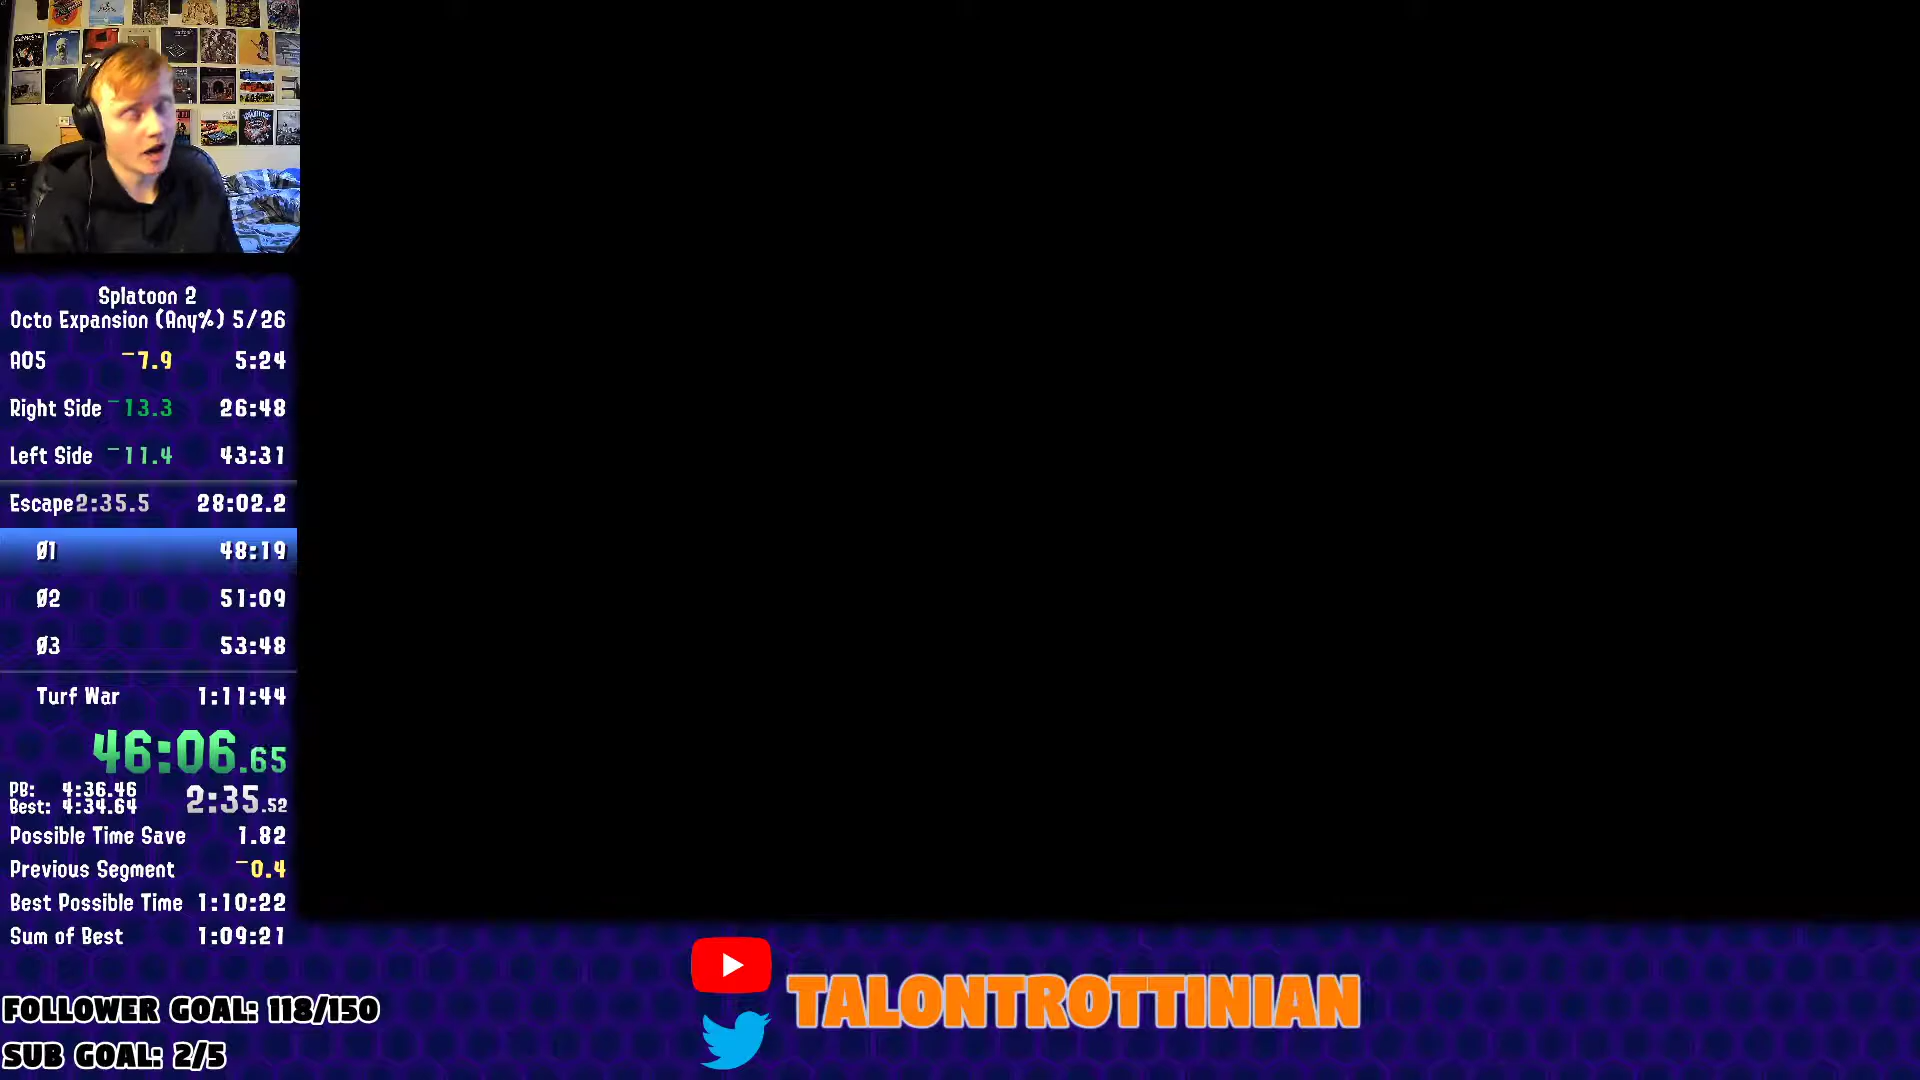 Splatoon 2
Octo Expansion (Any%) 5/26
A05 -7.9 5:24
Right Side -13.3 26:48
Left Side -11.4 43:31
Escape 2:35.5 28:02.2
Ø1 48:19
Ø2 51:09
Ø3 53:48
Turf War 1:11:44
46:06.65
PB: 4:36.46
Best: 4:34.64 2:35.52
Possible Time Save 1.82
Previous Segment -0.4
Best Possible Time 1:10:22
Sum of Best 1:09:21
FOLLOWER GOAL: 118/150
SUB GOAL: 2/5
TALONTROTTINIAN